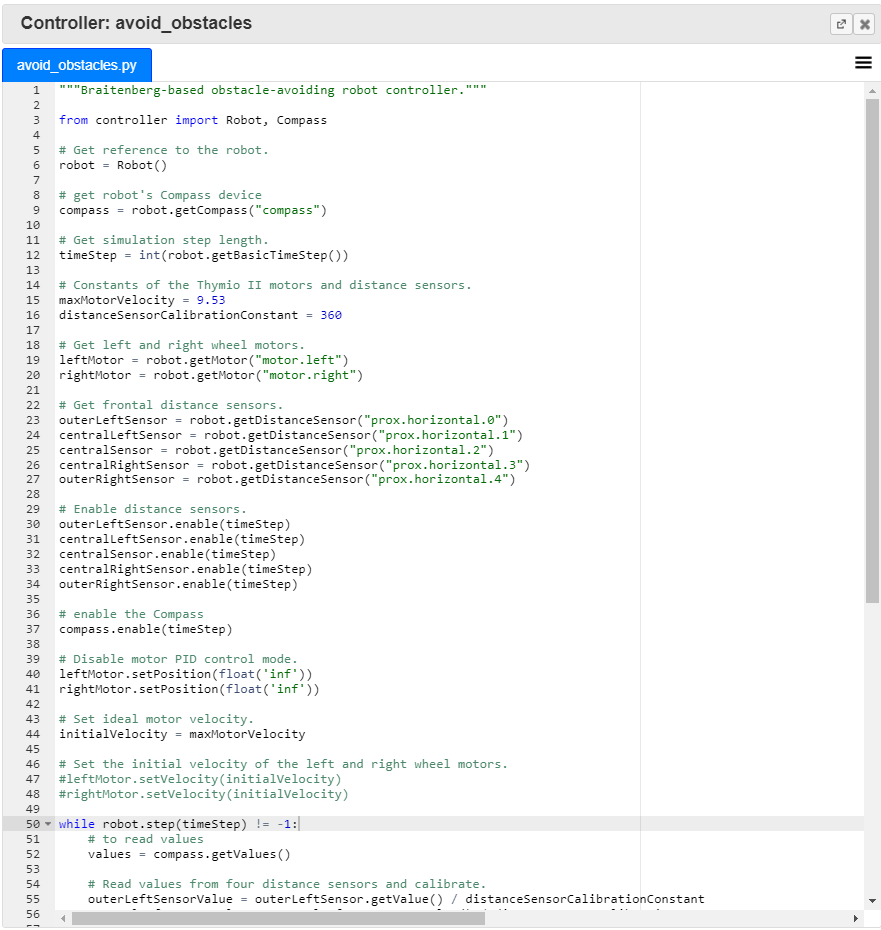 Controller: avoid_obstacles
avoid_obstacles.py
1 """Braitenberg-based obstacle-avoiding robot controller."""
2
3 from controller import Robot, Compass
4
5 # Get reference to the robot.
6 robot = Robot()
7
8 # get robot's Compass device
9 compass = robot.getCompass("compass")
10
11 # Get simulation step length.
12 timeStep = int(robot.getBasicTimeStep())
13
14 # Constants of the Thymio II motors and distance sensors.
15 maxMotorVelocity = 9.53
16 distanceSensorCalibrationConstant = 360
17
18 # Get left and right wheel motors.
19 leftMotor = robot.getMotor("motor.left")
20 rightMotor = robot.getMotor("motor.right")
21
22 # Get frontal distance sensors.
23 outerLeftSensor = robot.getDistanceSensor("prox.horizontal.0")
24 centralLeftSensor = robot.getDistanceSensor("prox.horizontal.1")
25 centralSensor = robot.getDistanceSensor("prox.horizontal.2")
26 centralRightSensor = robot.getDistanceSensor("prox.horizontal.3")
27 outerRightSensor = robot.getDistanceSensor("prox.horizontal.4")
28
29 # Enable distance sensors.
30 outerLeftSensor.enable(timeStep)
31 centralLeftSensor.enable(timeStep)
32 centralSensor.enable(timeStep)
33 centralRightSensor.enable(timeStep)
34 outerRightSensor.enable(timeStep)
35
36 # enable the Compass
37 compass.enable(timeStep)
38
39 # Disable motor PID control mode.
40 leftMotor.setPosition(float('inf'))
41 rightMotor.setPosition(float('inf'))
42
43 # Set ideal motor velocity.
44 initialVelocity = maxMotorVelocity
45
46 # Set the initial velocity of the left and right wheel motors.
47 #leftMotor.setVelocity(initialVelocity)
48 #rightMotor.setVelocity(initialVelocity)
49
50 while robot.step(timeStep) != -1:
51 # to read values
52 values = compass.getValues()
53
54 # Read values from four distance sensors and calibrate.
55 outerLeftSensorValue = outerLeftSensor.getValue() / distanceSensorCalibrationConstant
56